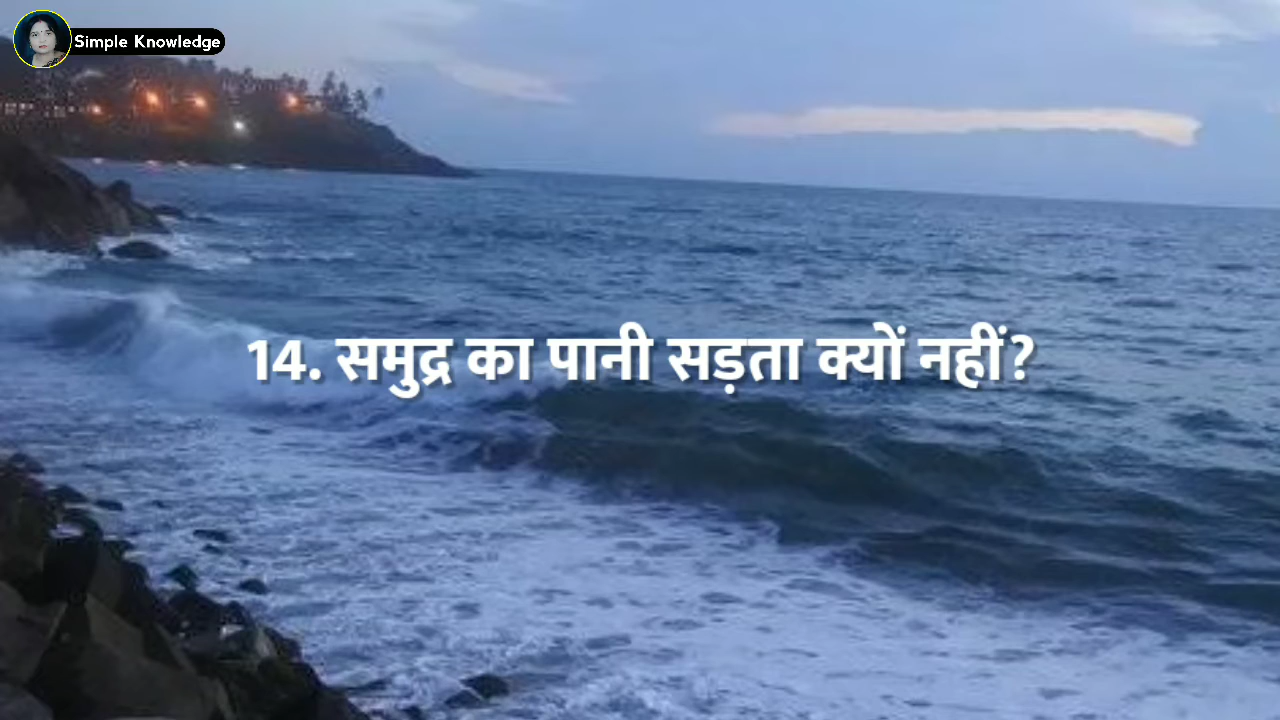 Simple Knowledge
14. समुद्र का पानी सड़ता क्यों नहीं?